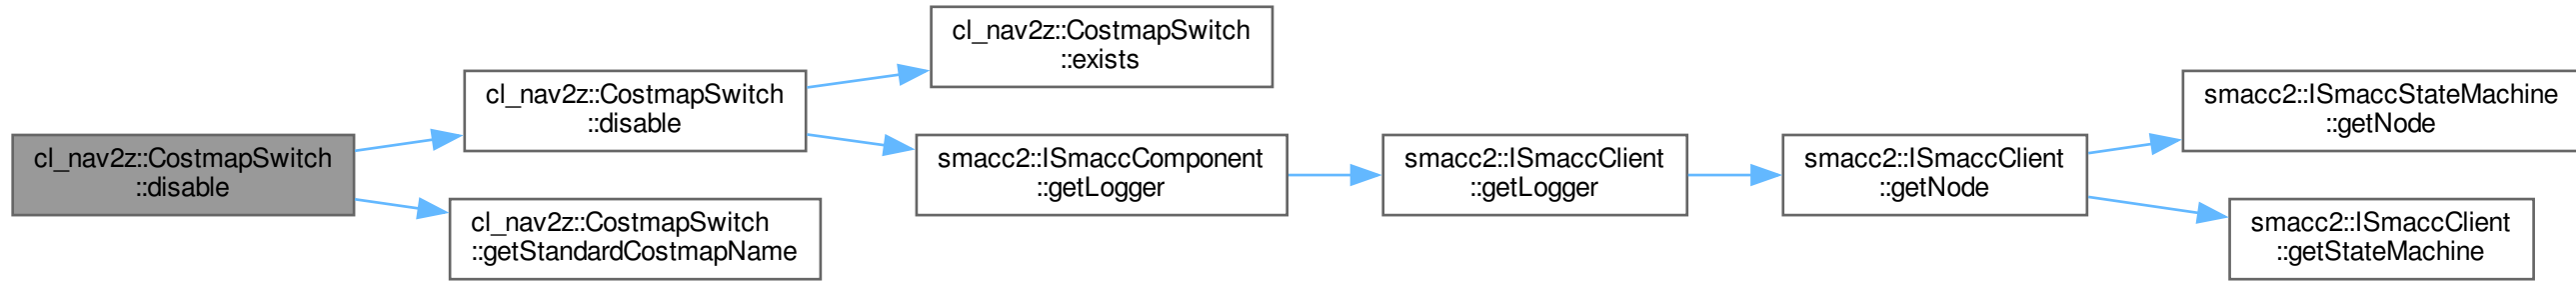 cl_nav2z::CostmapSwitch
::disable
cl_nav2z::CostmapSwitch
::disable
cl_nav2z::CostmapSwitch
::getStandardCostmapName
cl_nav2z::CostmapSwitch
::exists
smacc2::ISmaccComponent
::getLogger
smacc2::ISmaccClient
::getLogger
smacc2::ISmaccClient
::getNode
smacc2::ISmaccStateMachine
::getNode
smacc2::ISmaccClient
::getStateMachine